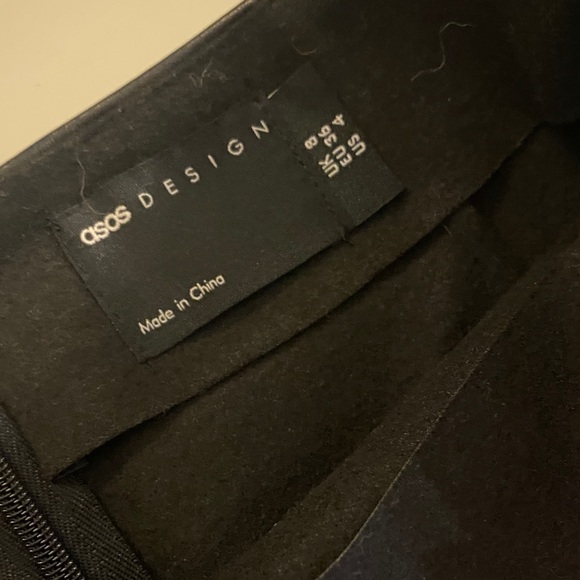 asos DESIGN
UK 8
EU 36
US 4
Made in China